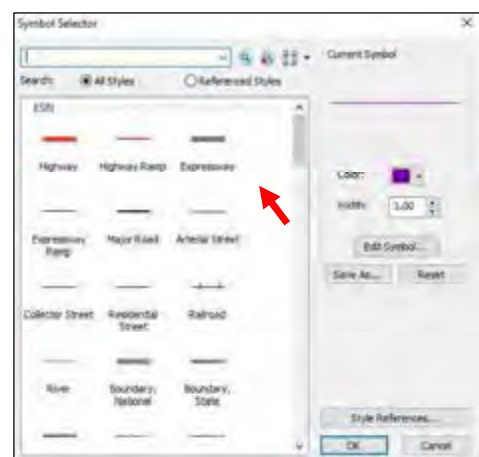 Symbol Selector
Search: All Styles Referenced Styles
ESRI
Highway Highway Ramp Expressway
Expressway Ramp Major Road Arterial Street
Collector Street Residential Street Railroad
River Boundary, National Boundary, State
Current Symbol
Color:
Width: 1.00
Edit Symbol...
Save As... Reset
Style References...
OK Cancel